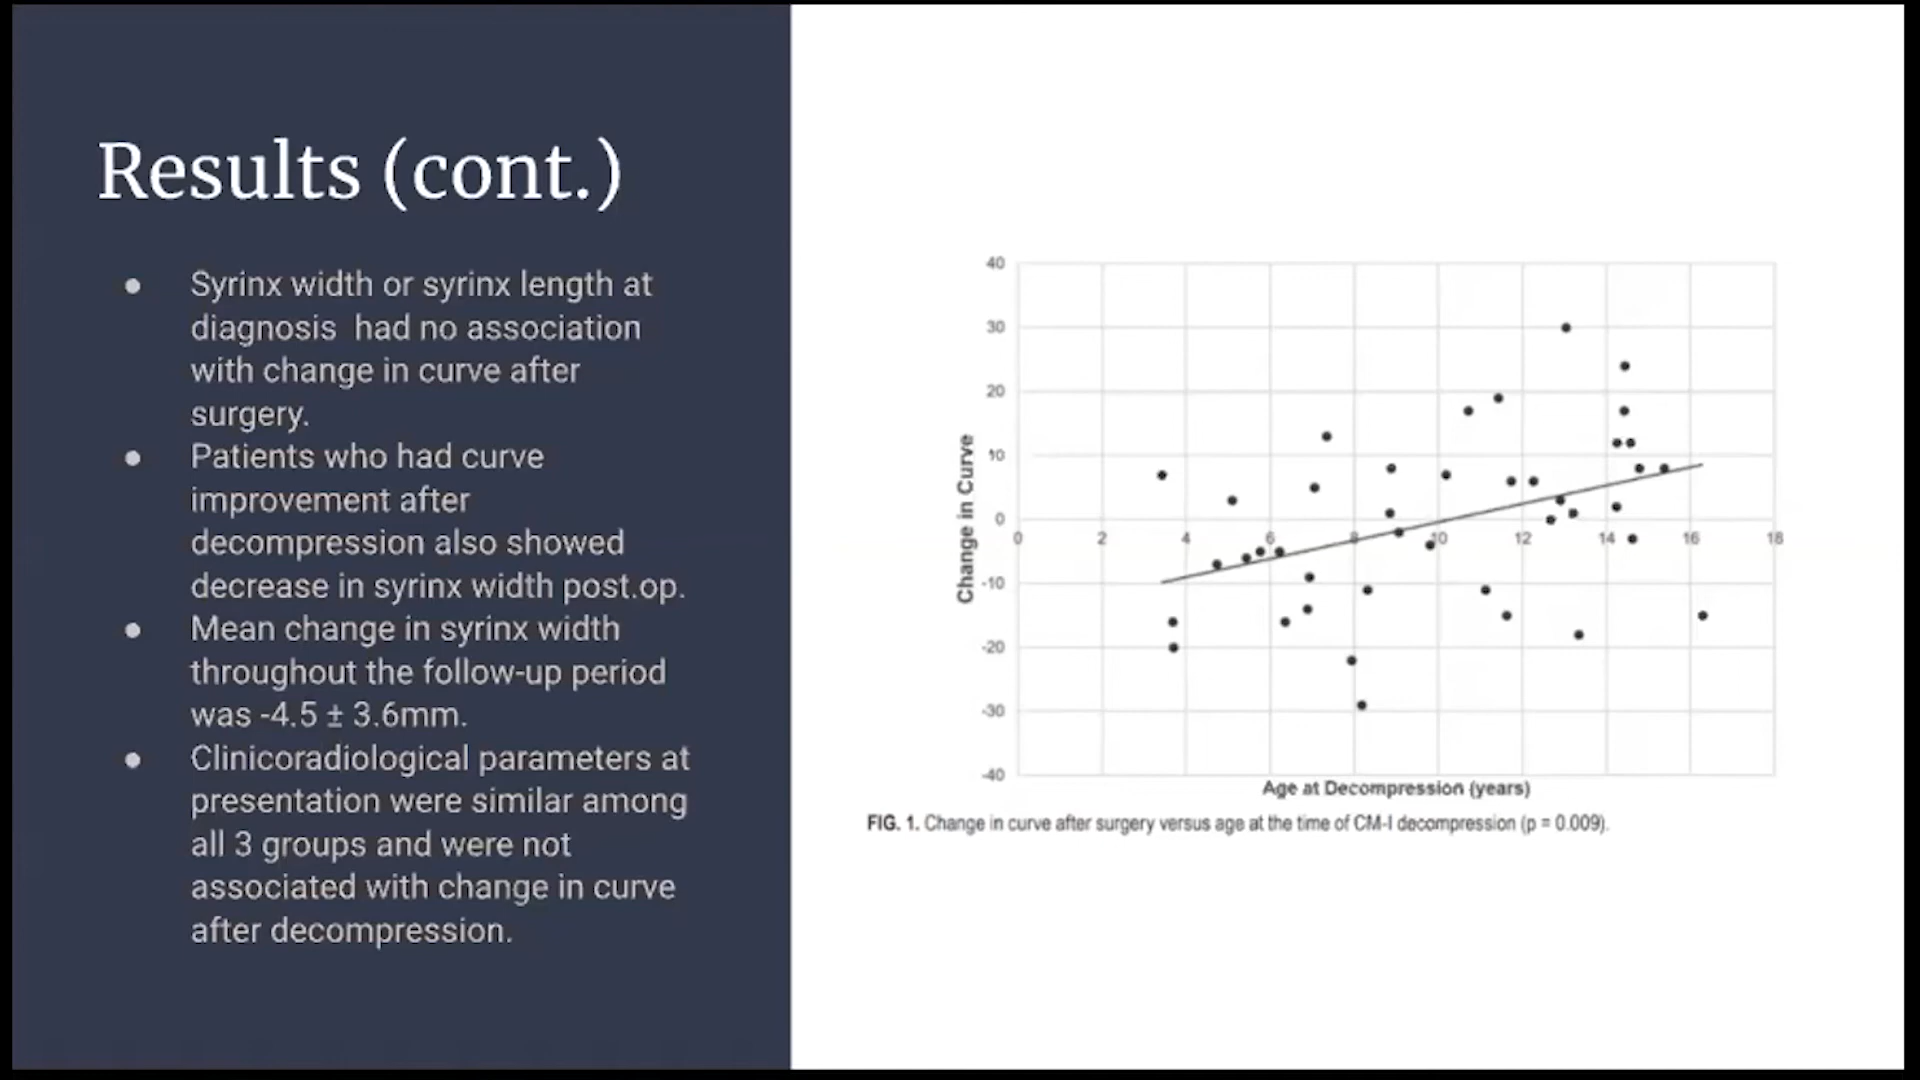 Results (cont.)
● Syrinx width or syrinx length at
diagnosis  had no association
with change in curve after
surgery.
● Patients who had curve
improvement after
decompression also showed
decrease in syrinx width post.op.
● Mean change in syrinx width
throughout the follow-up period
was -4.5 ± 3.6mm.
● Clinicoradiological parameters at
presentation were similar among
all 3 groups and were not
associated with change in curve
after decompression.
Change in Curve
40
30
20
10
0
-10
-20
-30
-40
0 2 4 6 8 10 12 14 16 18
Age at Decompression (years)
FIG. 1. Change in curve after surgery versus age at the time of CM-I decompression (p = 0.009).